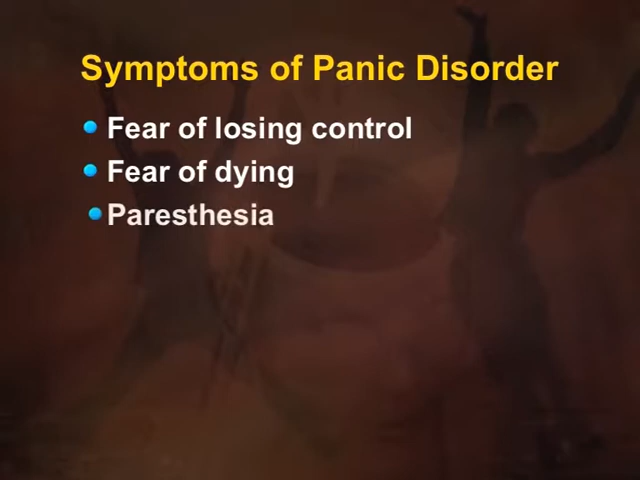 Symptoms of Panic Disorder
Fear of losing control
Fear of dying
Paresthesia